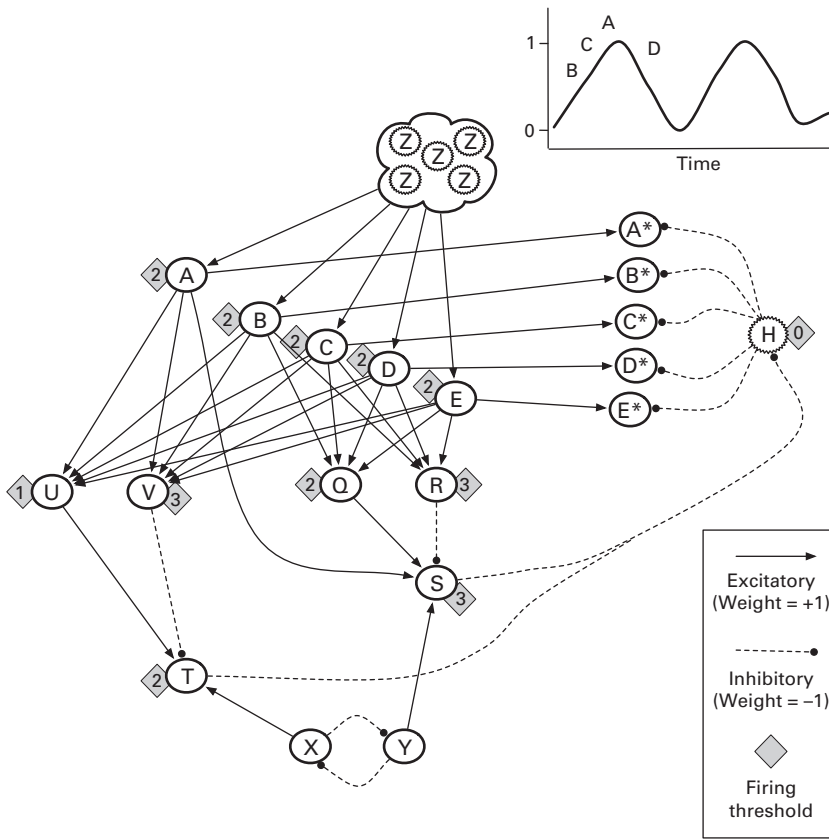 A
1
C
D
B
0
Time
Z
Z
Z
Z
Z
A*
2
A
B*
2
B
C*
2
C
H
0
2
D
D*
2
E
E*
1
U
V
3
2
Q
R
3
S
3
2
T
X
Y
Excitatory
(Weight = +1)
Inhibitory
(Weight = –1)
Firing
threshold